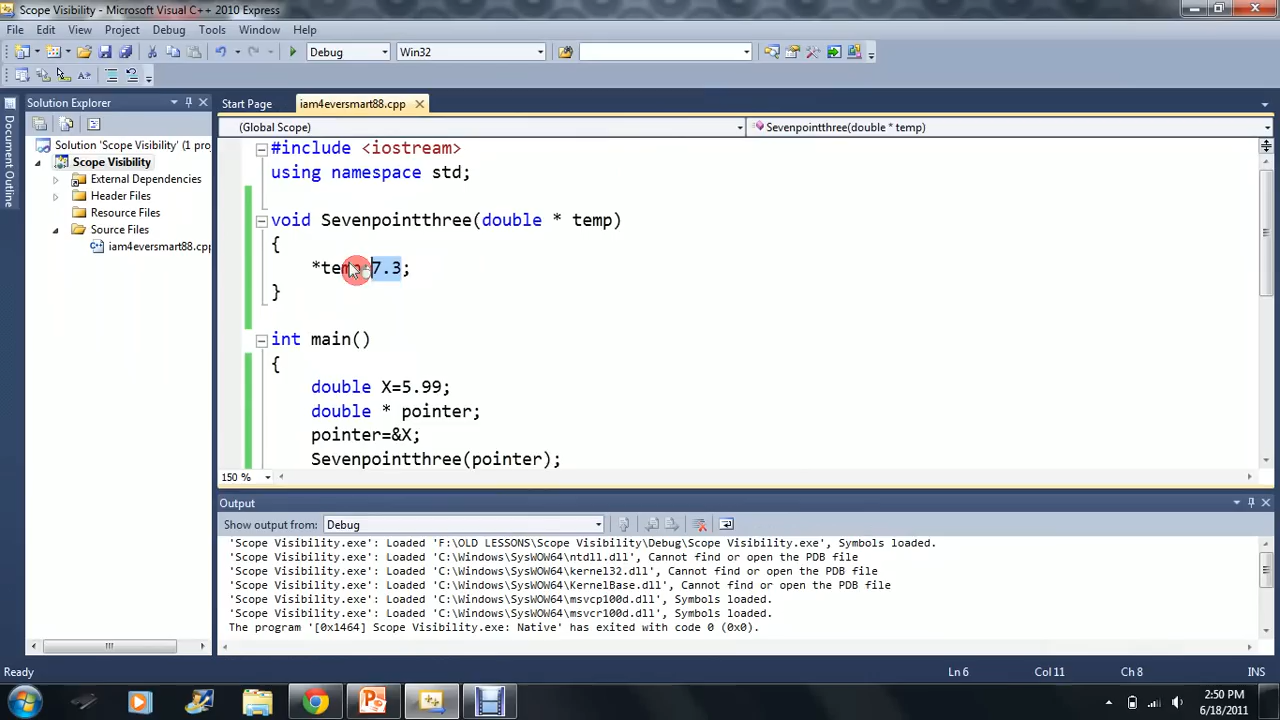 Scope Visibility - Microsoft Visual C++ 2010 Express
File Edit View Project Debug Tools Window Help
Debug Win32
Solution Explorer
Start Page iam4eversmart88.cpp
(Global Scope) Sevenpointthree(double * temp)
Document Outline
Solution 'Scope Visibility' (1 proj
Scope Visibility
External Dependencies
Header Files
Resource Files
Source Files
iam4eversmart88.cpp
#include <iostream>
using namespace std;
void Sevenpointthree(double * temp)
{
*temp=7.3;
}
int main()
{
double X=5.99;
double * pointer;
pointer=&X;
Sevenpointthree(pointer);
150 %
Output
Show output from: Debug
'Scope Visibility.exe': Loaded 'F:\OLD LESSONS\Scope Visibility\Debug\Scope Visibility.exe', Symbols loaded.
'Scope Visibility.exe': Loaded 'C:\Windows\SysWOW64\ntdll.dll', Cannot find or open the PDB file
'Scope Visibility.exe': Loaded 'C:\Windows\SysWOW64\kernel32.dll', Cannot find or open the PDB file
'Scope Visibility.exe': Loaded 'C:\Windows\SysWOW64\KernelBase.dll', Cannot find or open the PDB file
'Scope Visibility.exe': Loaded 'C:\Windows\SysWOW64\msvcp100d.dll', Symbols loaded.
'Scope Visibility.exe': Loaded 'C:\Windows\SysWOW64\msvcr100d.dll', Symbols loaded.
The program '[0x1464] Scope Visibility.exe: Native' has exited with code 0 (0x0).
Ready Ln 6 Col 11 Ch 8 INS
2:50 PM
6/18/2011